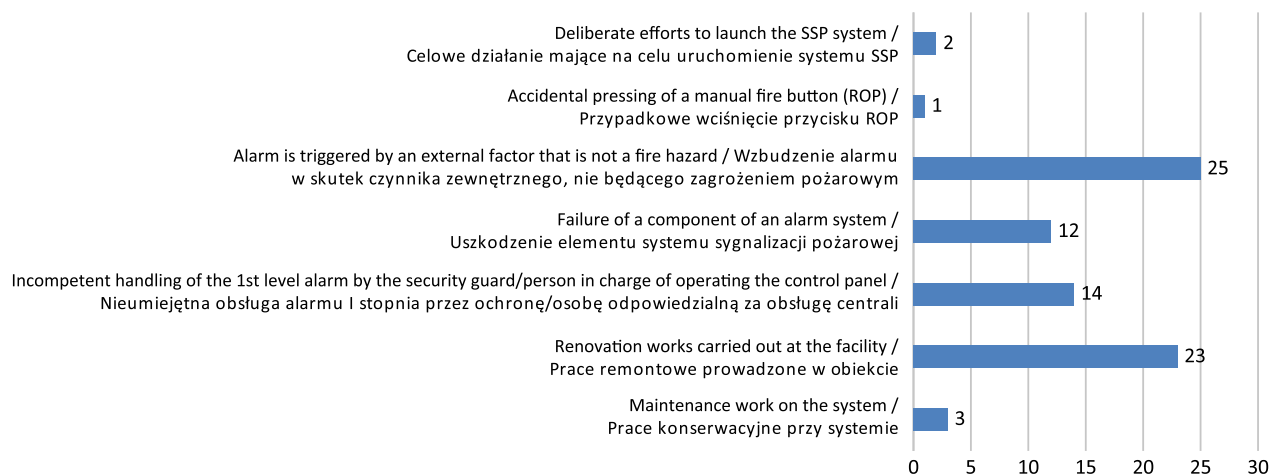 Deliberate efforts to launch the SSP system /
Celowe działanie mające na celu uruchomienie systemu SSP
2
Accidental pressing of a manual fire button (ROP) /
Przypadkowe wciśnięcie przycisku ROP
1
Alarm is triggered by an external factor that is not a fire hazard / Wzbudzenie alarmu
w skutek czynnika zewnętrznego, nie będącego zagrożeniem pożarowym
25
Failure of a component of an alarm system /
Uszkodzenie elementu systemu sygnalizacji pożarowej
12
Incompetent handling of the 1st level alarm by the security guard/person in charge of operating the control panel /
Nieumiejętna obsługa alarmu I stopnia przez ochronę/osobę odpowiedzialną za obsługę centrali
14
Renovation works carried out at the facility /
Prace remontowe prowadzone w obiekcie
23
Maintenance work on the system /
Prace konserwacyjne przy systemie
3
0 5 10 15 20 25 30